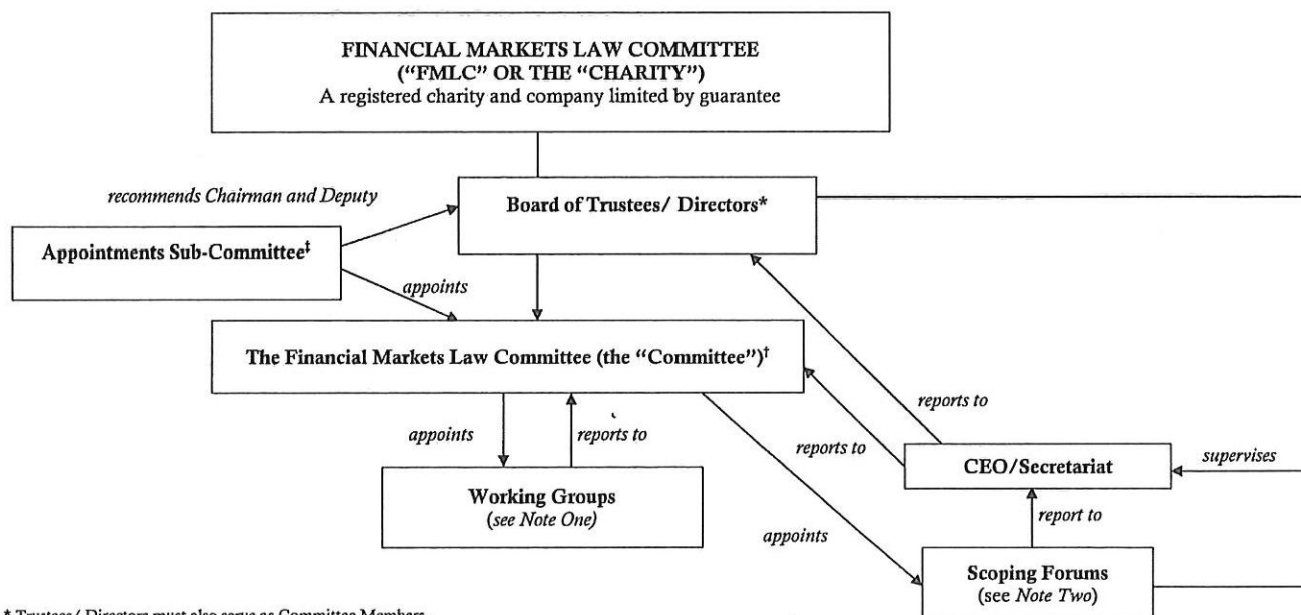 FINANCIAL MARKETS LAW COMMITTEE
(“FMLC” OR THE “CHARITY”)
A registered charity and company limited by guarantee
recommends Chairman and Deputy
Board of Trustees/ Directors*
Appointments Sub-Committee‡
appoints
The Financial Markets Law Committee (the “Committee”)†
reports to
appoints
reports to
reports to
CEO/Secretariat
supervises
Working Groups
(see Note One)
report to
appoints
Scoping Forums
(see Note Two)
* Trustees/ Directors must also serve as Committee Members